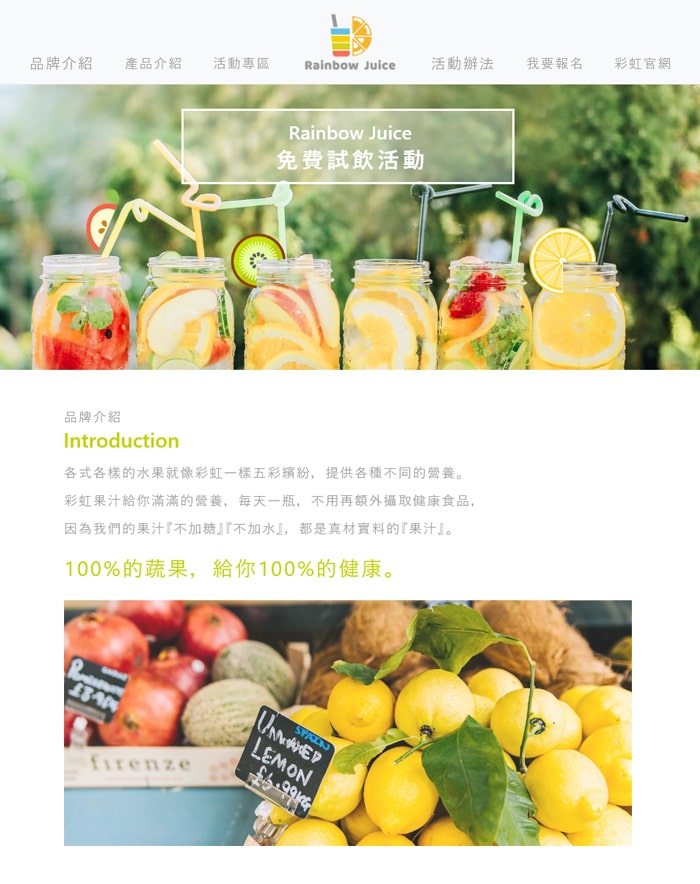 品牌介紹 產品介紹 活動專區 Rainbow Juice 活動辦法 我要報名 彩虹官網
Rainbow Juice
免費試飲活動
品牌介紹
Introduction
各式各樣的水果就像彩虹一樣五彩繽紛，提供各種不同的營養。
彩虹果汁給你滿滿的營養，每天一瓶，不用再額外攝取健康食品，
因為我們的果汁『不加糖』『不加水』，都是真材實料的『果汁』。
100%的蔬果，給你100%的健康。
firenze
UNWAXED
LEMON